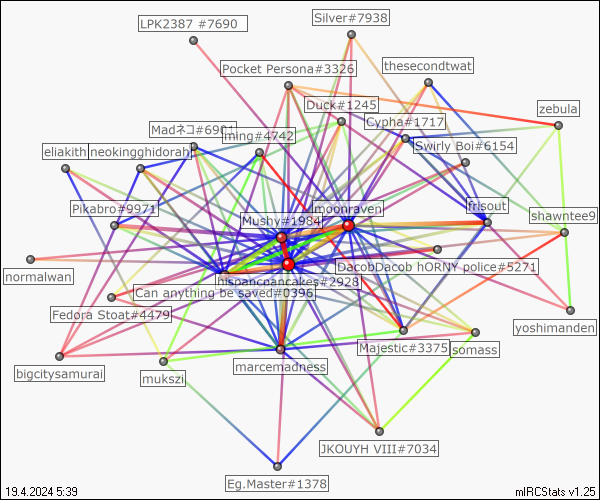 LPK2387 #7690
Silver#7938
Pocket Persona#3326
thesecondtwat
Duck#1245
zebula
Cypha#1717
Madネコ#6901
ming#4742
Swirly Boi#6154
eliakith
neokingghidorah
Pikabro#9971
Mushy#1984
moonraven
frisout
shawntee9
DacobDacob hORNY police#5271
normalwan
hispancpancakes#2928
Can anything be saved#0396
Fedora Stoat#4479
yoshimanden
Majestic#3375
somass
bigcitysamurai
mukszi
marcemadness
JKOUYH VIII#7034
Eg.Master#1378
19.4.2024 5:39
mIRCStats v1.25